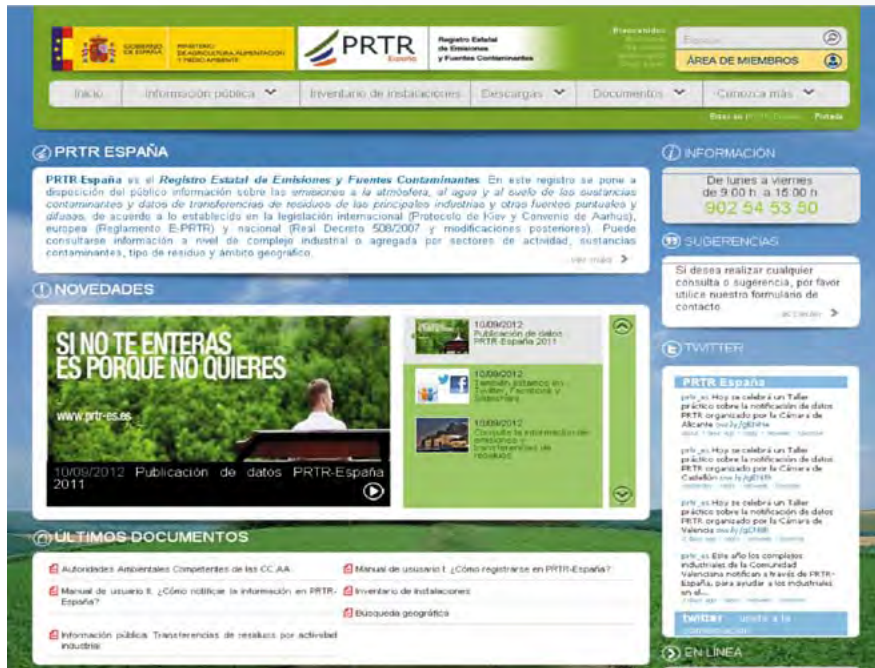 GOBIERNO
DE ESPAÑA
MINISTERIO
DE AGRICULTURA, ALIMENTACIÓN
Y MEDIO AMBIENTE
PRTR
España
Registro Estatal
de Emisiones
y Fuentes Contaminantes
Bienvenidos
ÁREA DE MIEMBROS
Inicio
Información pública
Inventario de instalaciones
Descargas
Documentos
Conozca más
Portada
PRTR ESPAÑA
PRTR España es el Registro Estatal de Emisiones y Fuentes Contaminantes. En este registro se pone a
disposición del público información sobre las emisiones a la atmósfera, al agua y al suelo de las sustancias
contaminantes y datos de transferencias de residuos de las principales industrias y otras fuentes puntuales y
difusas, de acuerdo a lo establecido en la legislación internacional (Protocolo de Kiev y Convenio de Aarhus),
europea (Reglamento E-PRTR) y nacional (Real Decreto 508/2007 y modificaciones posteriores). Puede
consultarse información a nivel de complejo industrial o agregada por sectores de actividad, sustancias
contaminantes, tipo de residuo y ámbito geográfico.
ver más
INFORMACIÓN
De lunes a viernes
de 9:00 h. a 15:00 h
902 54 53 50
SUGERENCIAS
Si desea realizar cualquier
consulta o sugerencia, por favor
utilice nuestro formulario de
contacto.
NOVEDADES
SI NO TE ENTERAS
ES PORQUE NO QUIERES
www.prtr-es.es
10/09/2012 Publicación de datos PRTR-España
2011
10/09/2012
Publicación de datos
PRTR-España 2011
10/09/2012
También estamos en
Twitter, Facebook y
10/09/2012
Consulte la información de
emisiones y
transferencias de
residuos.
TWITTER
PRTR España
prtr_es Hoy se celebrá un Taller
práctico sobre la notificación de datos
PRTR organizado por la Cámara de
Alicante
prtr_es Hoy se celebrá un Taller
práctico sobre la notificación de datos
PRTR organizado por la Cámara de
Castellón
prtr_es Hoy se celebrá un Taller
práctico sobre la notificación de datos
PRTR organizado por la Cámara de
Valencia
prtr_es Este año los complejos
industriales de la Comunidad
Valenciana notifican a través de PRTR-
España, para ayudar a los industriales
en el...
twitter
ÚLTIMOS DOCUMENTOS
Autoridades Ambientales Competentes de las CC.AA.
Manual de usuario II: ¿Cómo notificar la información en PRTR-
España?
Información pública: Transferencias de residuos por actividad
industrial
Manual de ususario I: ¿Cómo registrarse en PRTR-España?
Inventario de instalaciones
Búsqueda geográfica
EN LÍNEA